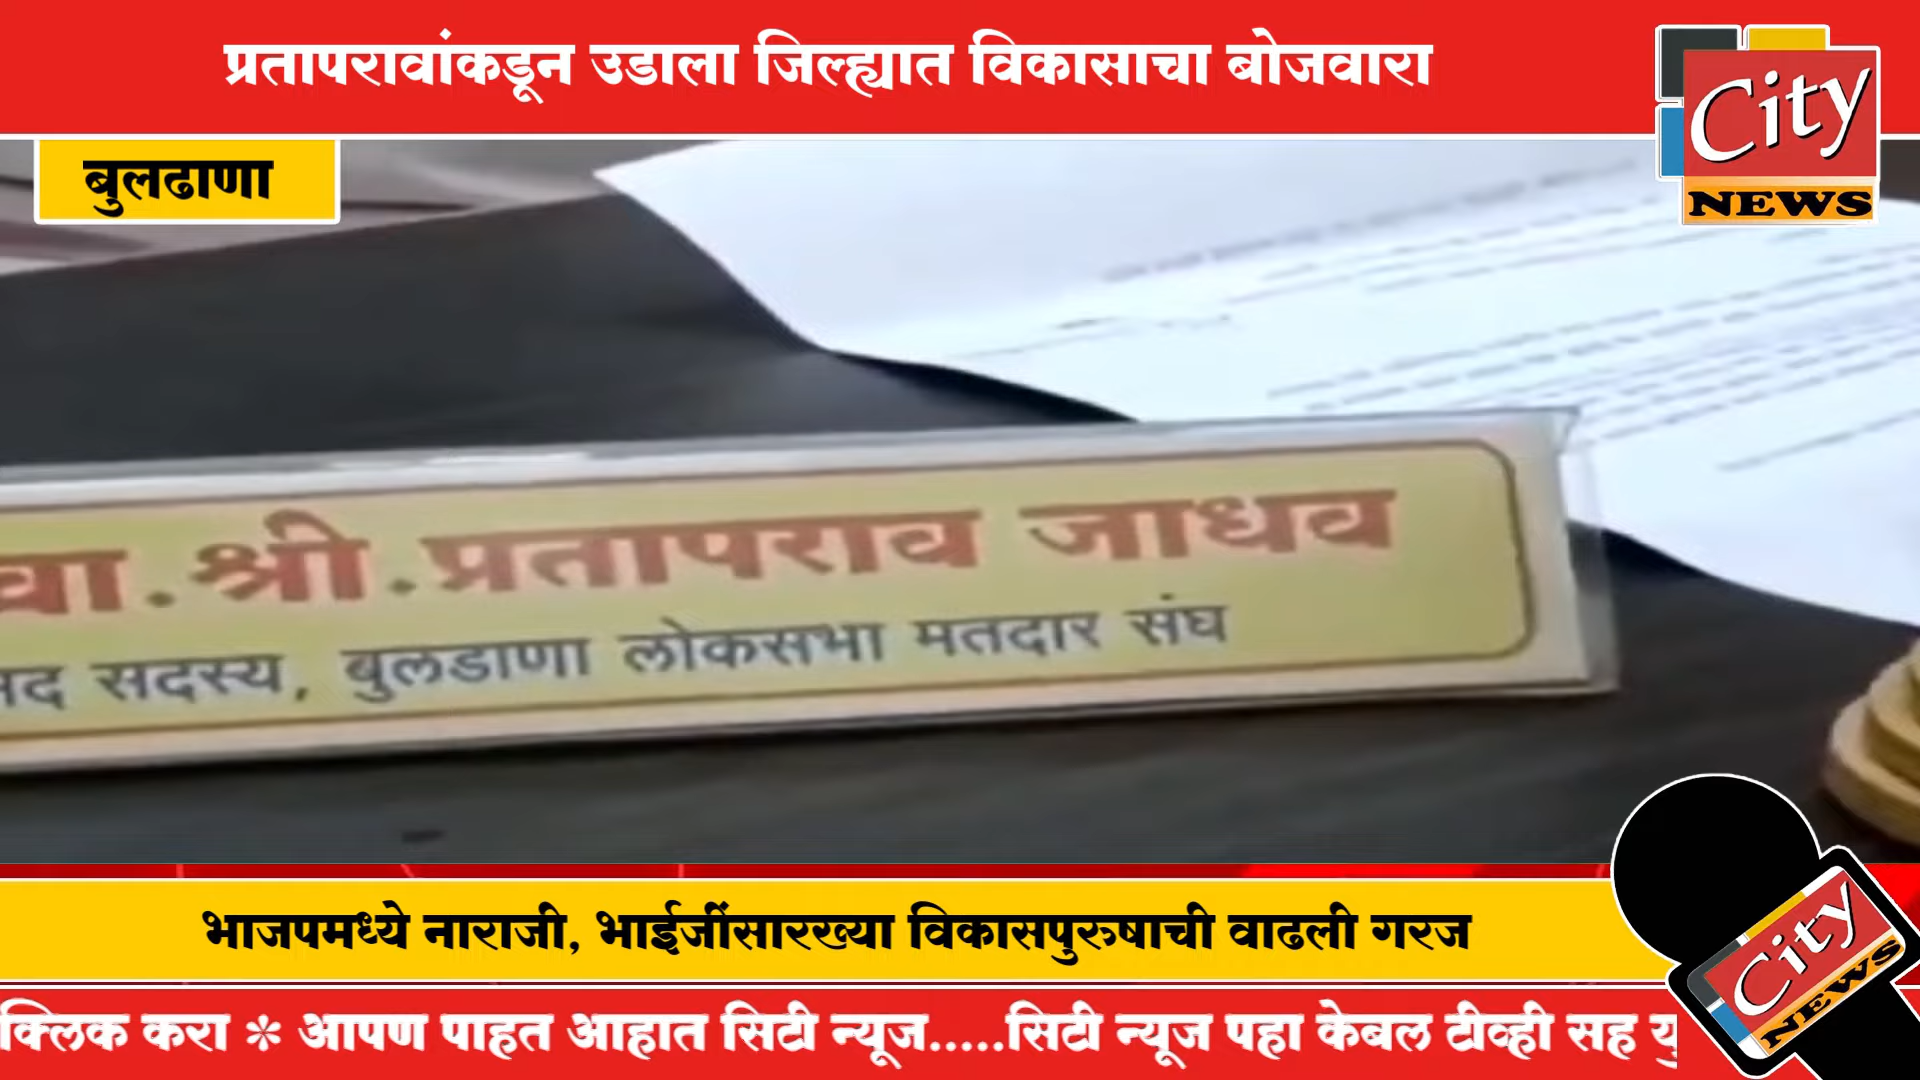 प्रतापरावांकडून उडाला जिल्ह्यात विकासाचा बोजवारा
City
NEWS
बुलढाणा
श्री.प्रतापराव जाधव
सदस्य, बुलडाणा लोकसभा मतदार संघ
भाजपमध्ये नाराजी, भाईजींसारख्या विकासपुरुषाची वाढली गरज
City
NEWS
क्लिक करा * आपण पाहत आहात सिटी न्यूज.....सिटी न्यूज पहा केबल टीव्ही सह